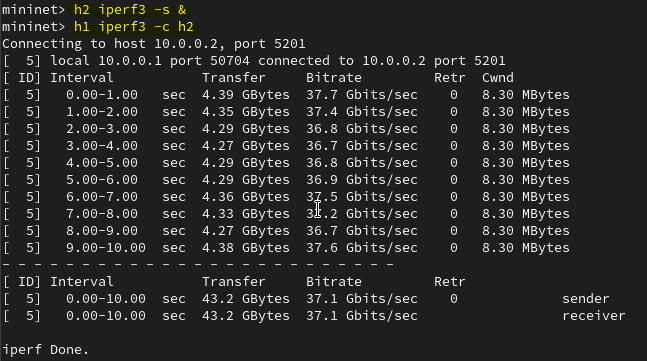 mininet> h2 iperf3 -s &
mininet> h1 iperf3 -c h2
Connecting to host 10.0.0.2, port 5201
[  5] local 10.0.0.1 port 50704 connected to 10.0.0.2 port 5201
[ ID] Interval           Transfer     Bitrate         Retr  Cwnd
[  5]   0.00-1.00   sec  4.39 GBytes  37.7 Gbits/sec    0   8.30 MBytes
[  5]   1.00-2.00   sec  4.35 GBytes  37.4 Gbits/sec    0   8.30 MBytes
[  5]   2.00-3.00   sec  4.29 GBytes  36.8 Gbits/sec    0   8.30 MBytes
[  5]   3.00-4.00   sec  4.27 GBytes  36.7 Gbits/sec    0   8.30 MBytes
[  5]   4.00-5.00   sec  4.29 GBytes  36.8 Gbits/sec    0   8.30 MBytes
[  5]   5.00-6.00   sec  4.29 GBytes  36.9 Gbits/sec    0   8.30 MBytes
[  5]   6.00-7.00   sec  4.36 GBytes  37.5 Gbits/sec    0   8.30 MBytes
[  5]   7.00-8.00   sec  4.33 GBytes  Gbits/sec    0   8.30 MBytes
[  5]   8.00-9.00   sec  4.27 GBytes  36.7 Gbits/sec    0   8.30 MBytes
[  5]   9.00-10.00  sec  4.38 GBytes  37.6 Gbits/sec    0   8.30 MBytes
- - - - - - - - - - - - - - - - - - - - - - - - -
[ ID] Interval           Transfer     Bitrate         Retr
[  5]   0.00-10.00  sec  43.2 GBytes  37.1 Gbits/sec    0             sender
[  5]   0.00-10.00  sec  43.2 GBytes  37.1 Gbits/sec                  receiver
iperf Done.